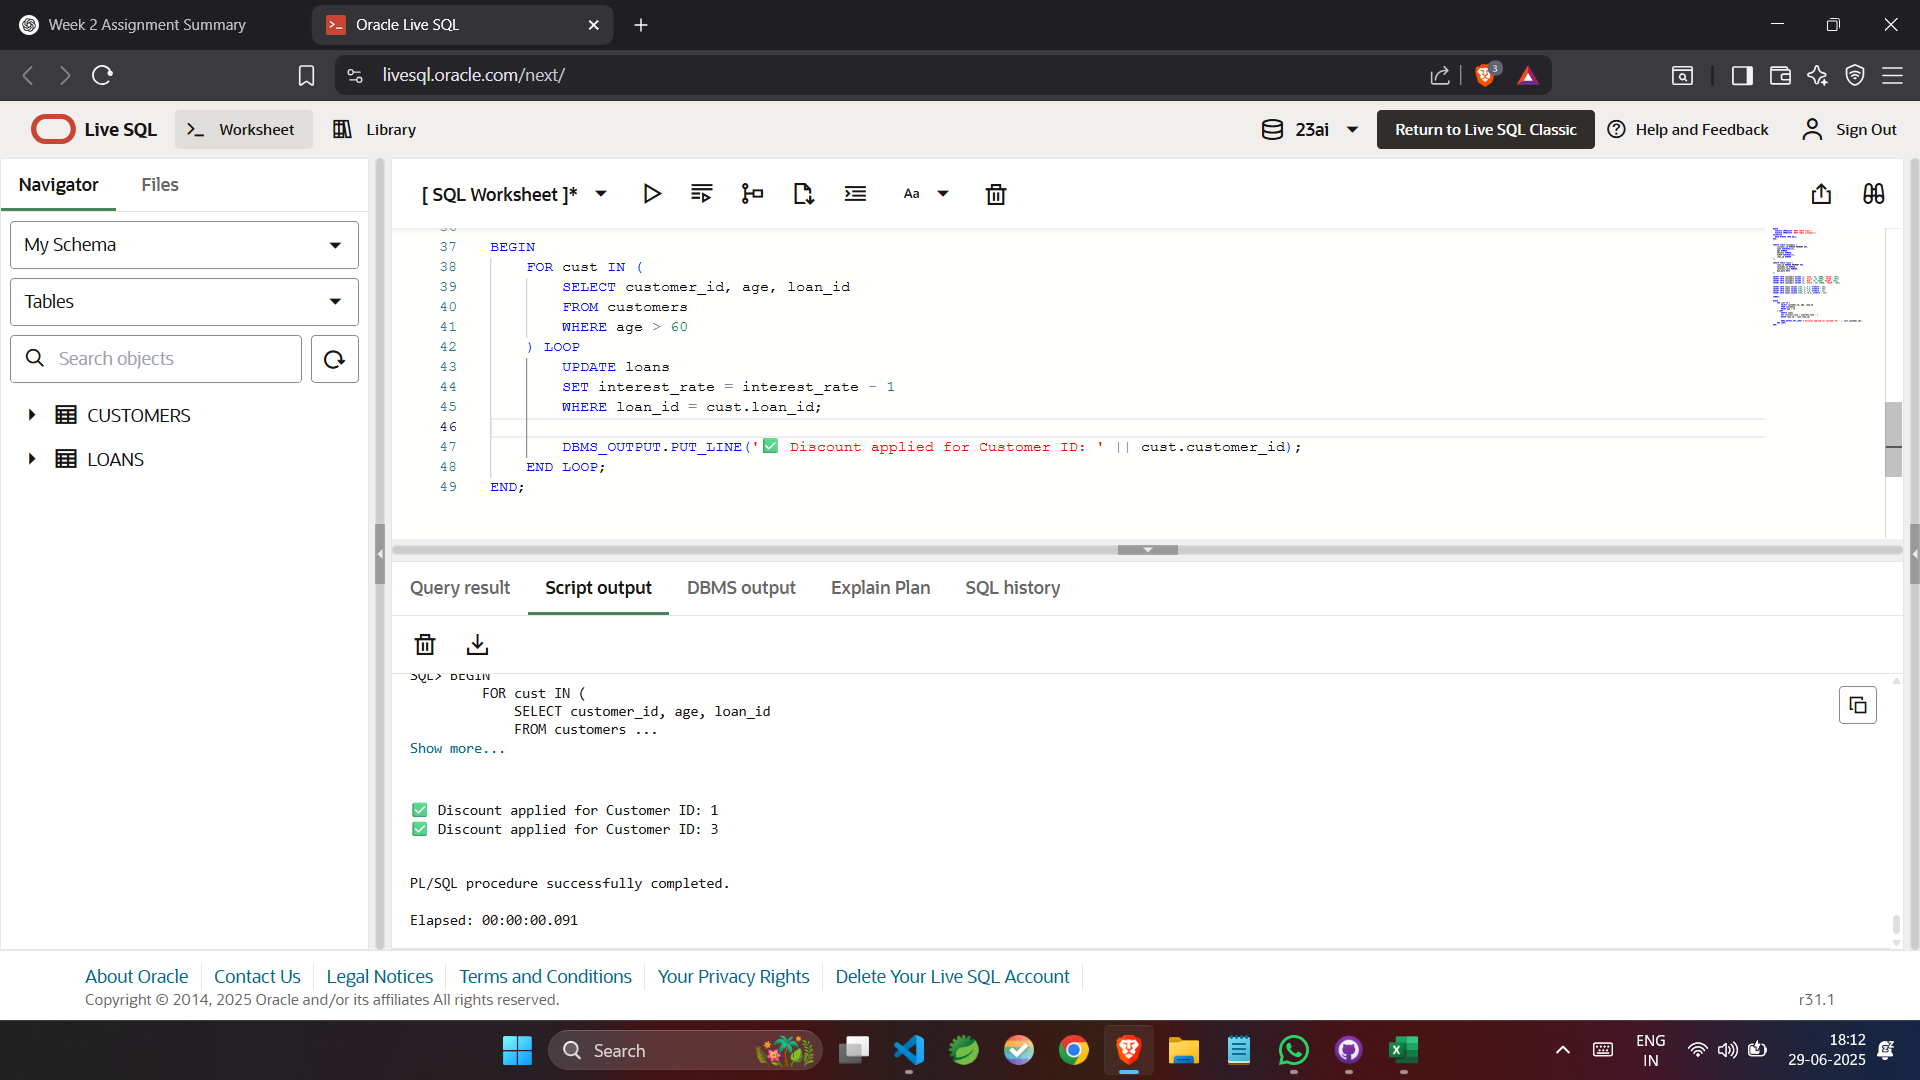 Week 2 Assignment Summary
Oracle Live SQL
livesql.oracle.com/next/
3
Live SQL
Worksheet
Library
23ai
Return to Live SQL Classic
Help and Feedback
Sign Out
Navigator
Files
[ SQL Worksheet ]*
Aa
My Schema
Tables
Search objects
CUSTOMERS
LOANS
37 BEGIN
38 FOR cust IN (
39 SELECT customer_id, age, loan_id
40 FROM customers
41 WHERE age > 60
42 ) LOOP
43 UPDATE loans
44 SET interest_rate = interest_rate - 1
45 WHERE loan_id = cust.loan_id;
46
47 DBMS_OUTPUT.PUT_LINE('✅ Discount applied for Customer ID: ' || cust.customer_id);
48 END LOOP;
49 END;
Query result
Script output
DBMS output
Explain Plan
SQL history
SQL> BEGIN
FOR cust IN (
SELECT customer_id, age, loan_id
FROM customers ...
Show more...
✅ Discount applied for Customer ID: 1
✅ Discount applied for Customer ID: 3
PL/SQL procedure successfully completed.
Elapsed: 00:00:00.091
About Oracle
Contact Us
Legal Notices
Terms and Conditions
Your Privacy Rights
Delete Your Live SQL Account
Copyright © 2014, 2025 Oracle and/or its affiliates All rights reserved.
r31.1
Search
ENG
IN
18:12
29-06-2025